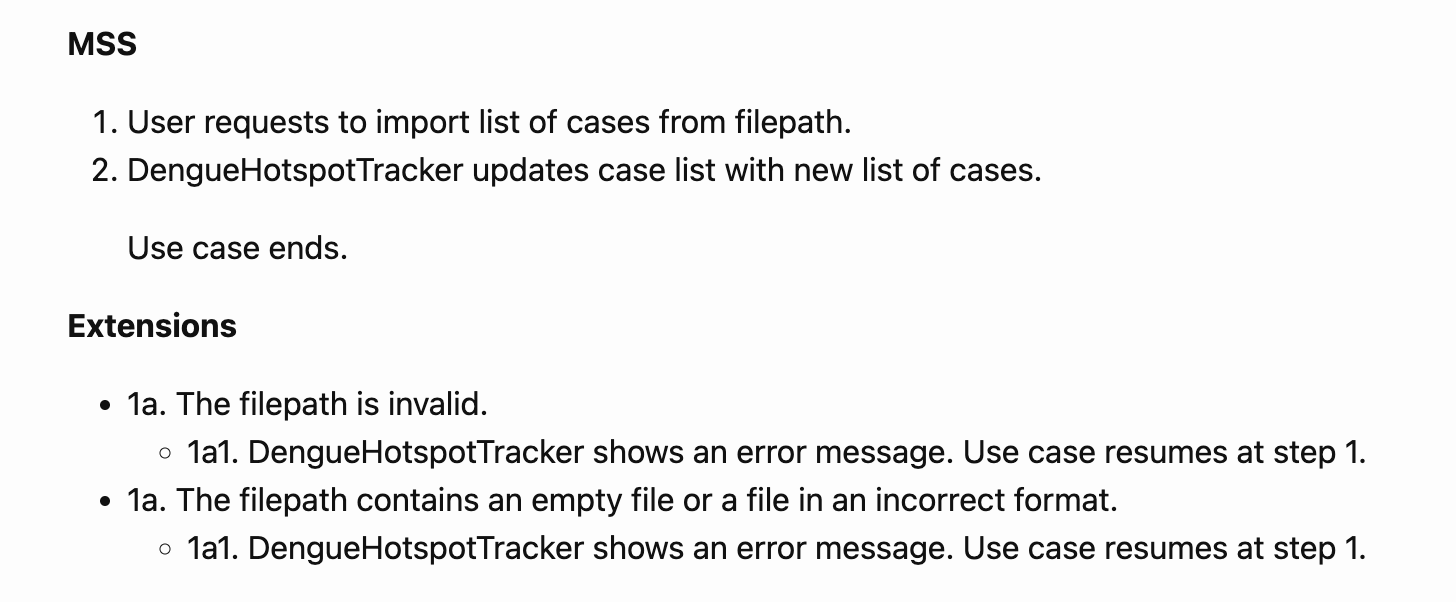 MSS
1. User requests to import list of cases from filepath.
2. DengueHotspotTracker updates case list with new list of cases.
Use case ends.
Extensions
• 1a. The filepath is invalid.
◦ 1a1. DengueHotspotTracker shows an error message. Use case resumes at step 1.
• 1a. The filepath contains an empty file or a file in an incorrect format.
◦ 1a1. DengueHotspotTracker shows an error message. Use case resumes at step 1.